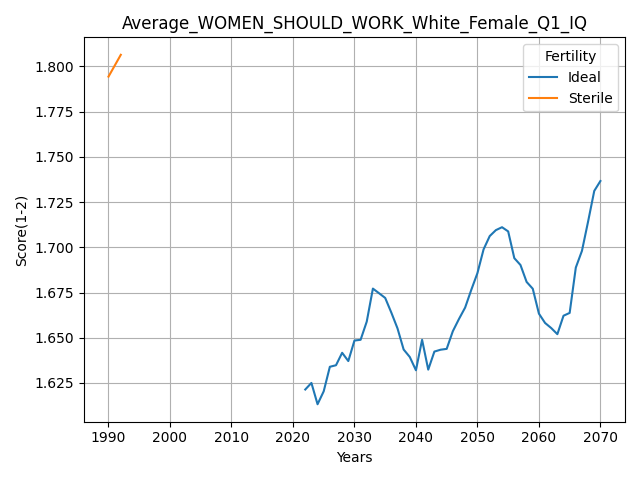 Average_WOMEN_SHOULD_WORK_White_Female_Q1_IQ
Fertility
Ideal
Sterile
Score(1-2)
1.800
1.775
1.750
1.725
1.700
1.675
1.650
1.625
1990 2000 2010 2020 2030 2040 2050 2060 2070
Years